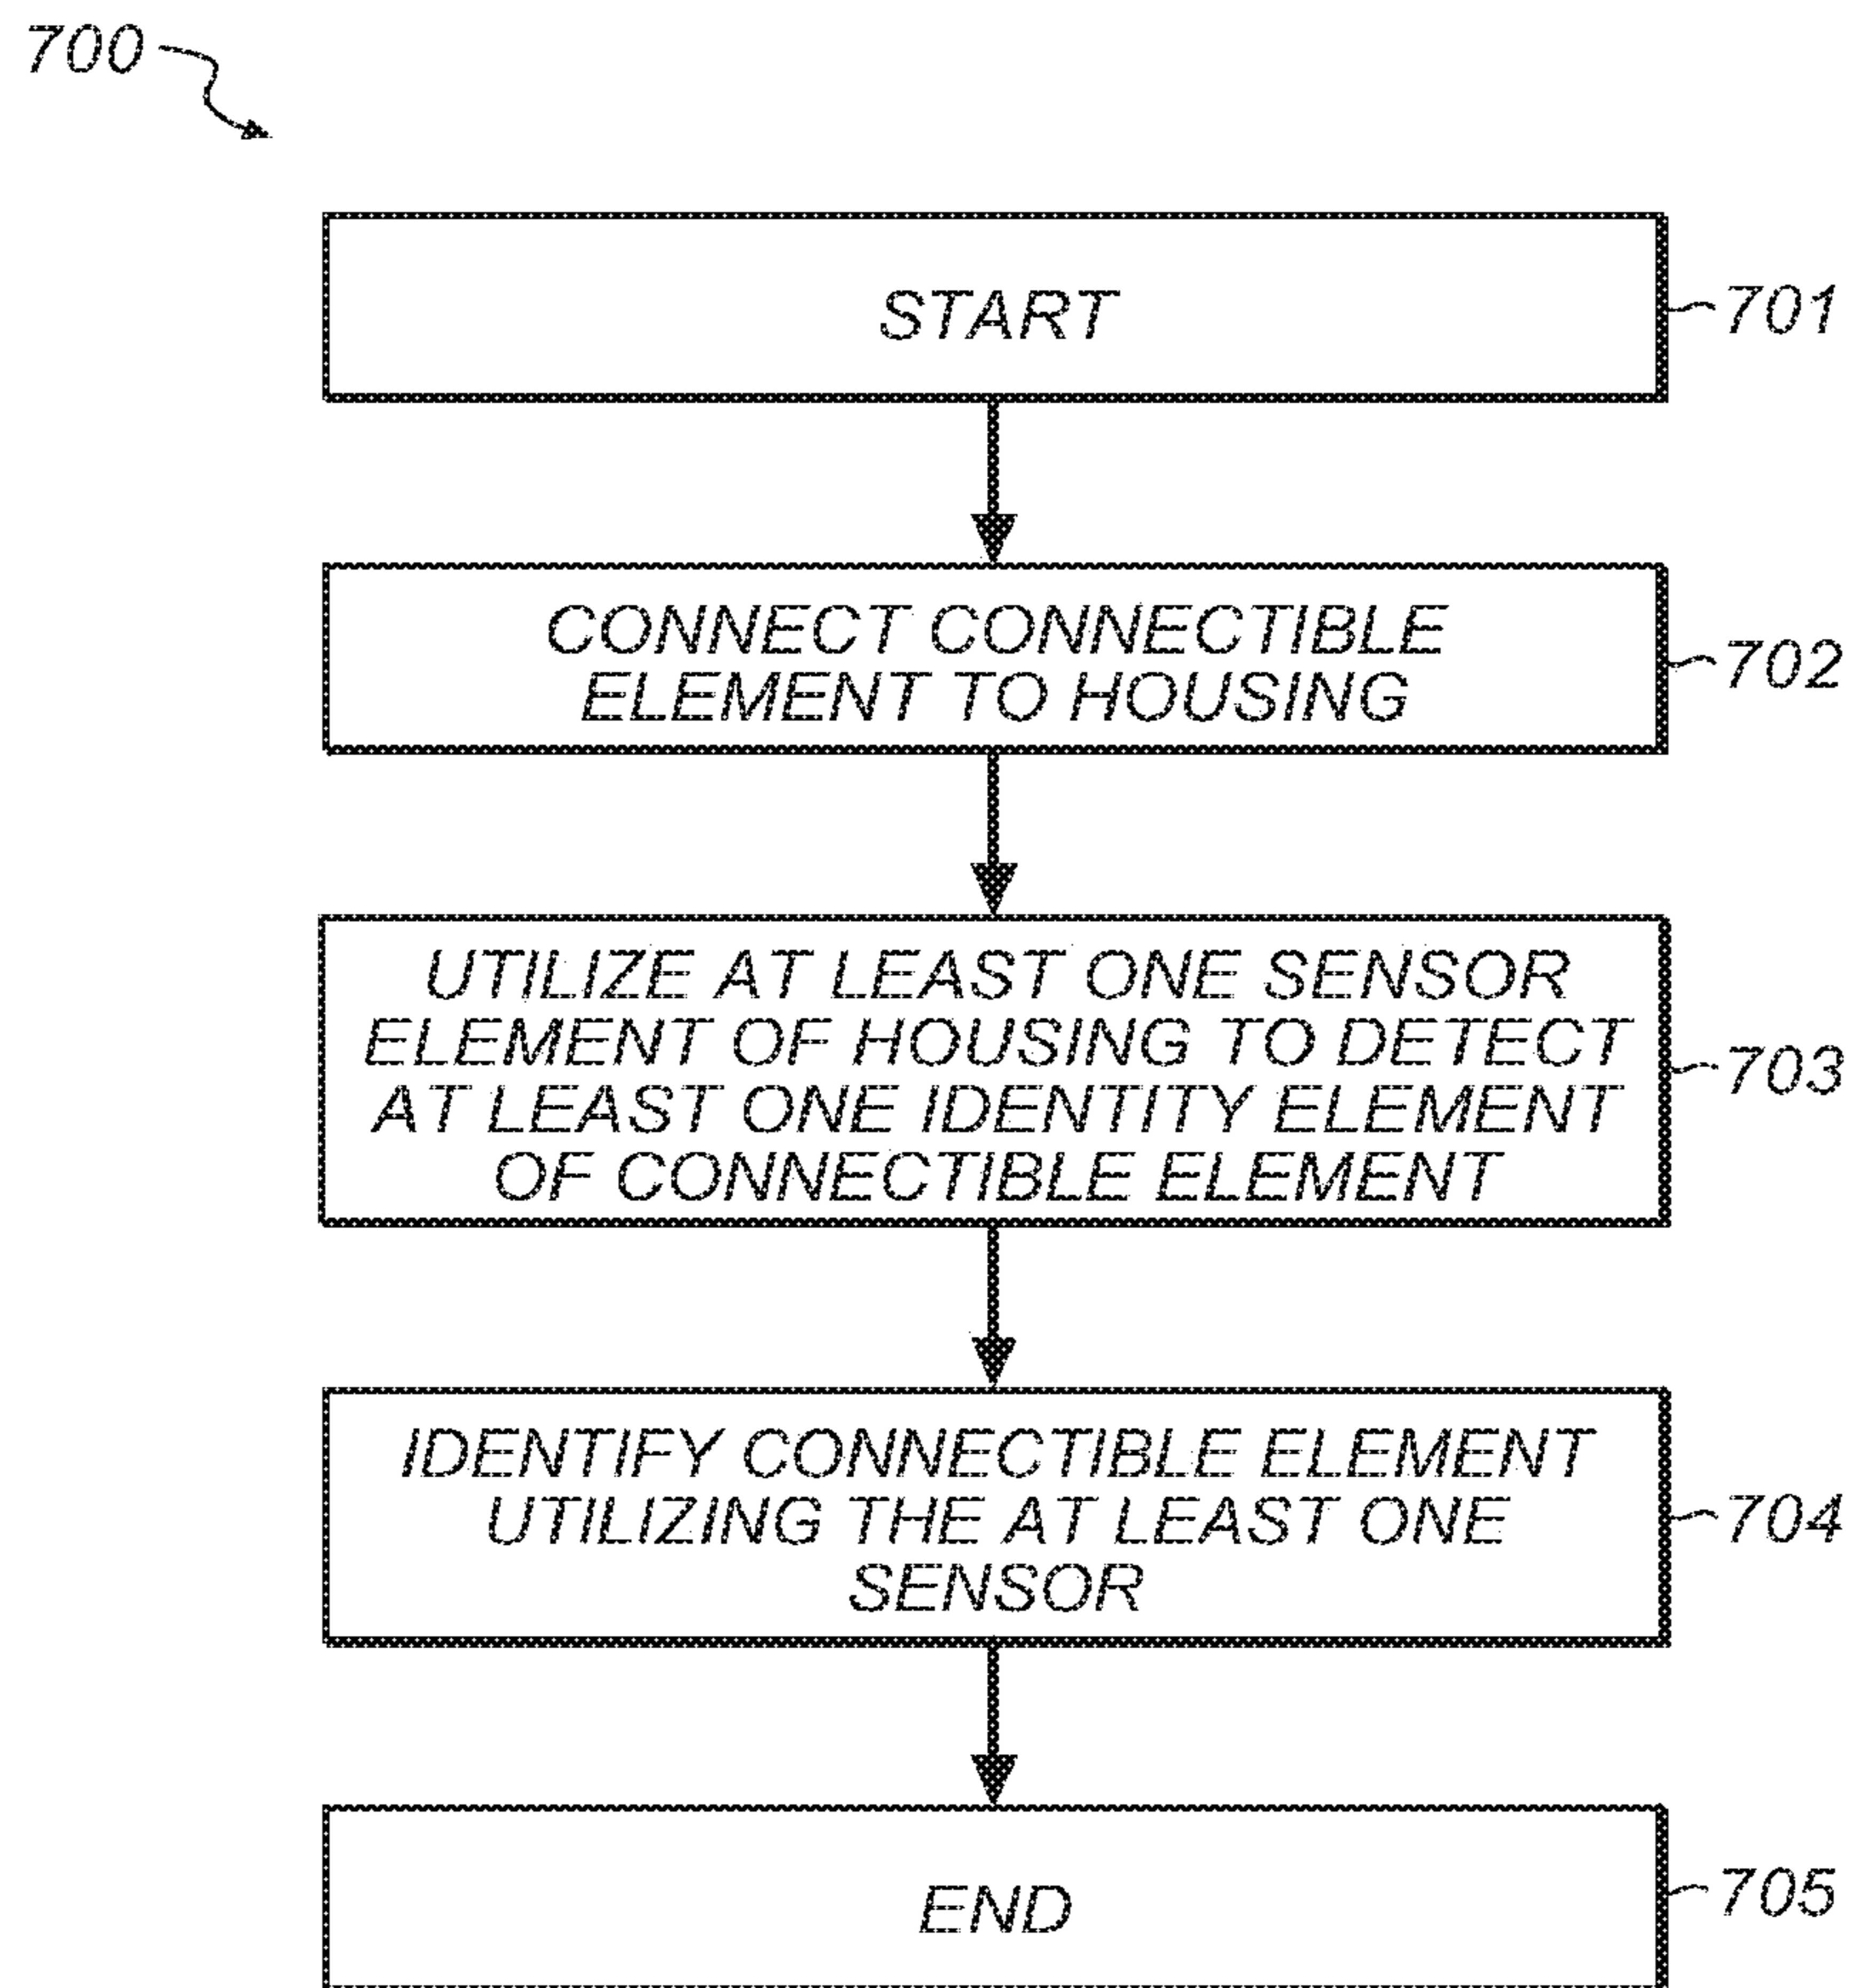 700
START
701
CONNECT CONNECTIBLE
ELEMENT TO HOUSING
702
UTILIZE AT LEAST ONE SENSOR
ELEMENT OF HOUSING TO DETECT
AT LEAST ONE IDENTITY ELEMENT
OF CONNECTIBLE ELEMENT
703
IDENTIFY CONNECTIBLE ELEMENT
UTILIZING THE AT LEAST ONE
SENSOR
704
END
705